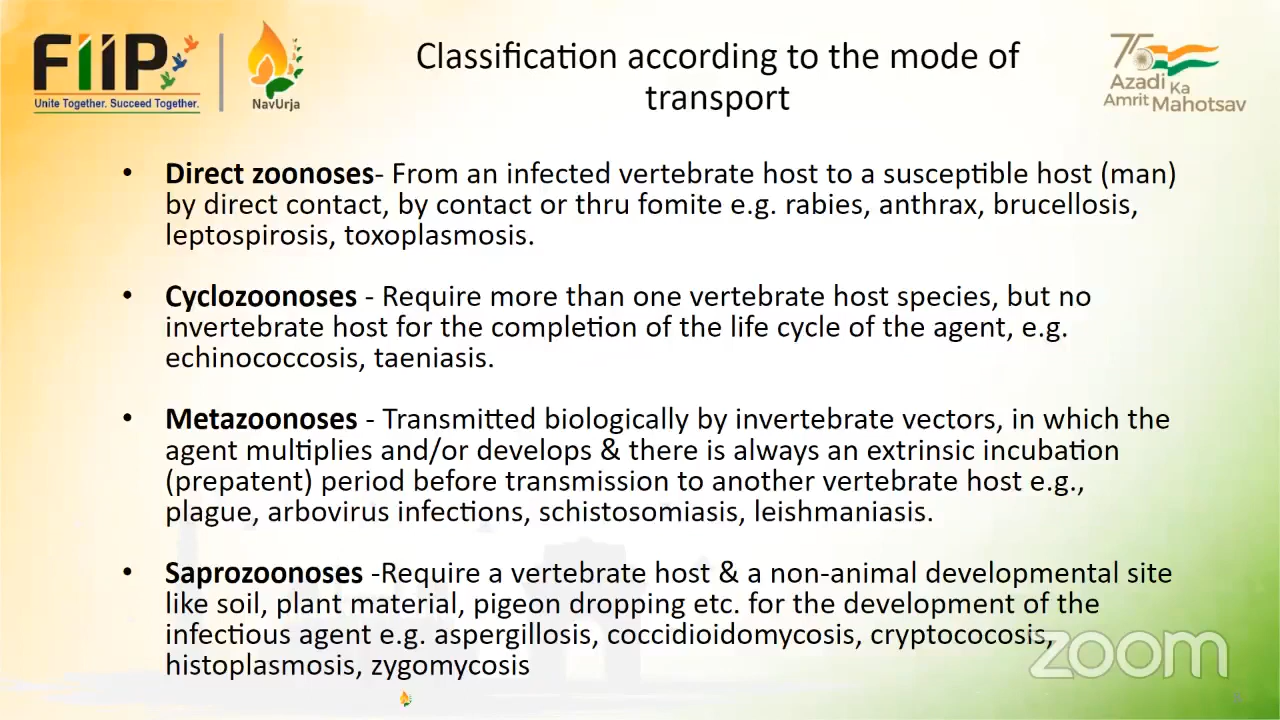 FIIP
Unite Together. Succeed Together.
NavUrja
Classification according to the mode of
transport
75
Azadi Ka
Amrit Mahotsav
• Direct zoonoses- From an infected vertebrate host to a susceptible host (man)
by direct contact, by contact or thru fomite e.g. rabies, anthrax, brucellosis,
leptospirosis, toxoplasmosis.
• Cyclozoonoses - Require more than one vertebrate host species, but no
invertebrate host for the completion of the life cycle of the agent, e.g.
echinococcosis, taeniasis.
• Metazoonoses - Transmitted biologically by invertebrate vectors, in which the
agent multiplies and/or develops & there is always an extrinsic incubation
(prepatent) period before transmission to another vertebrate host e.g.,
plague, arbovirus infections, schistosomiasis, leishmaniasis.
• Saprozoonoses -Require a vertebrate host & a non-animal developmental site
like soil, plant material, pigeon dropping etc. for the development of the
infectious agent e.g. aspergillosis, coccidioidomycosis, cryptococosis,
histoplasmosis, zygomycosis
zoom